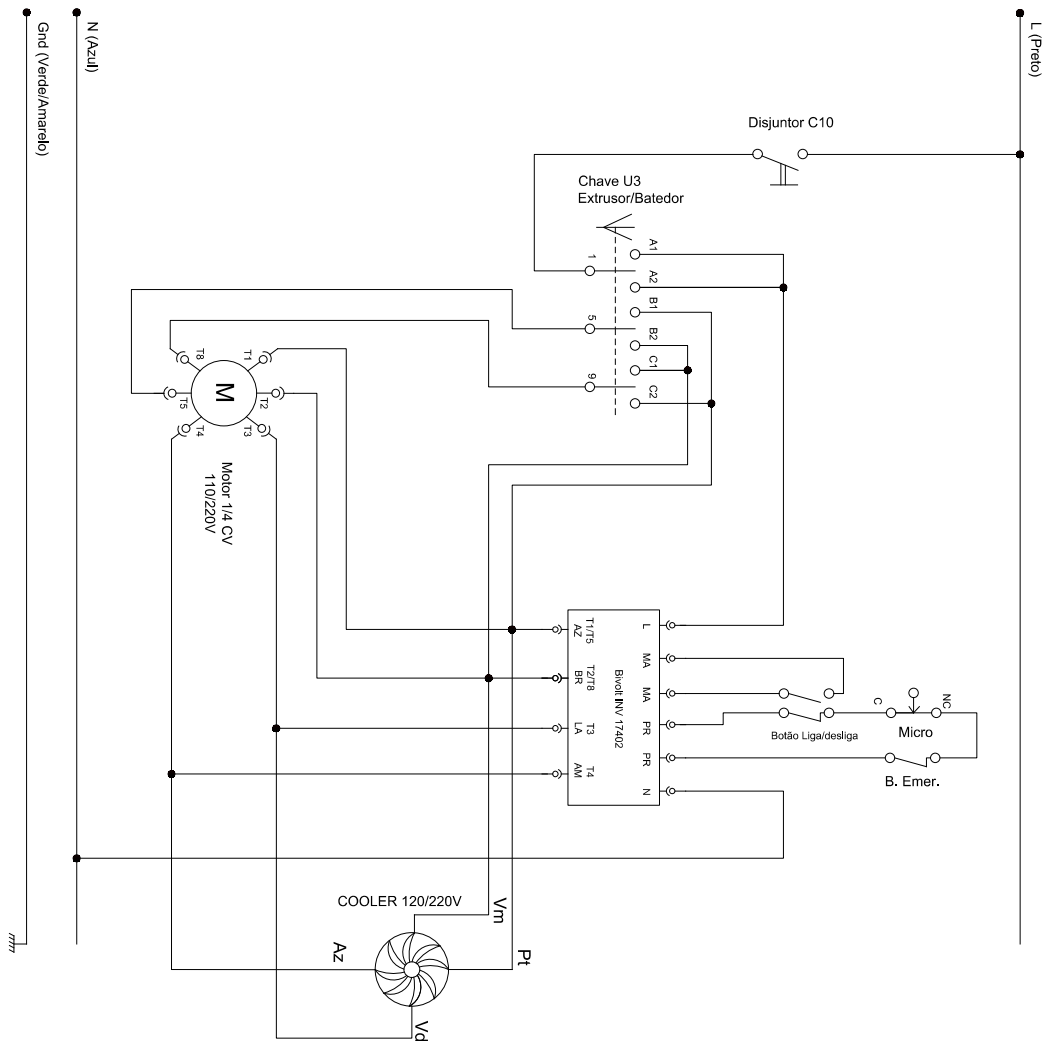 Gnd (Verde/Amarelo)
N (Azul)
L (Preto)
Disjuntor C10
Chave U3
Extrusor/Batedor
1
5
9
A1
A2
B1
B2
C1
C2
T8
T1
T5
T2
T4
T3
M
Motor 1/4 CV
110/220V
T1/T5
AZ
T2/T8
BR
T3
LA
T4
AM
Bivolt INV 17402
L
MA
MA
PR
PR
N
Botão Liga/desliga
C
NC
Micro
B. Emer.
COOLER 120/220V
Vm
Pt
Az
Vd